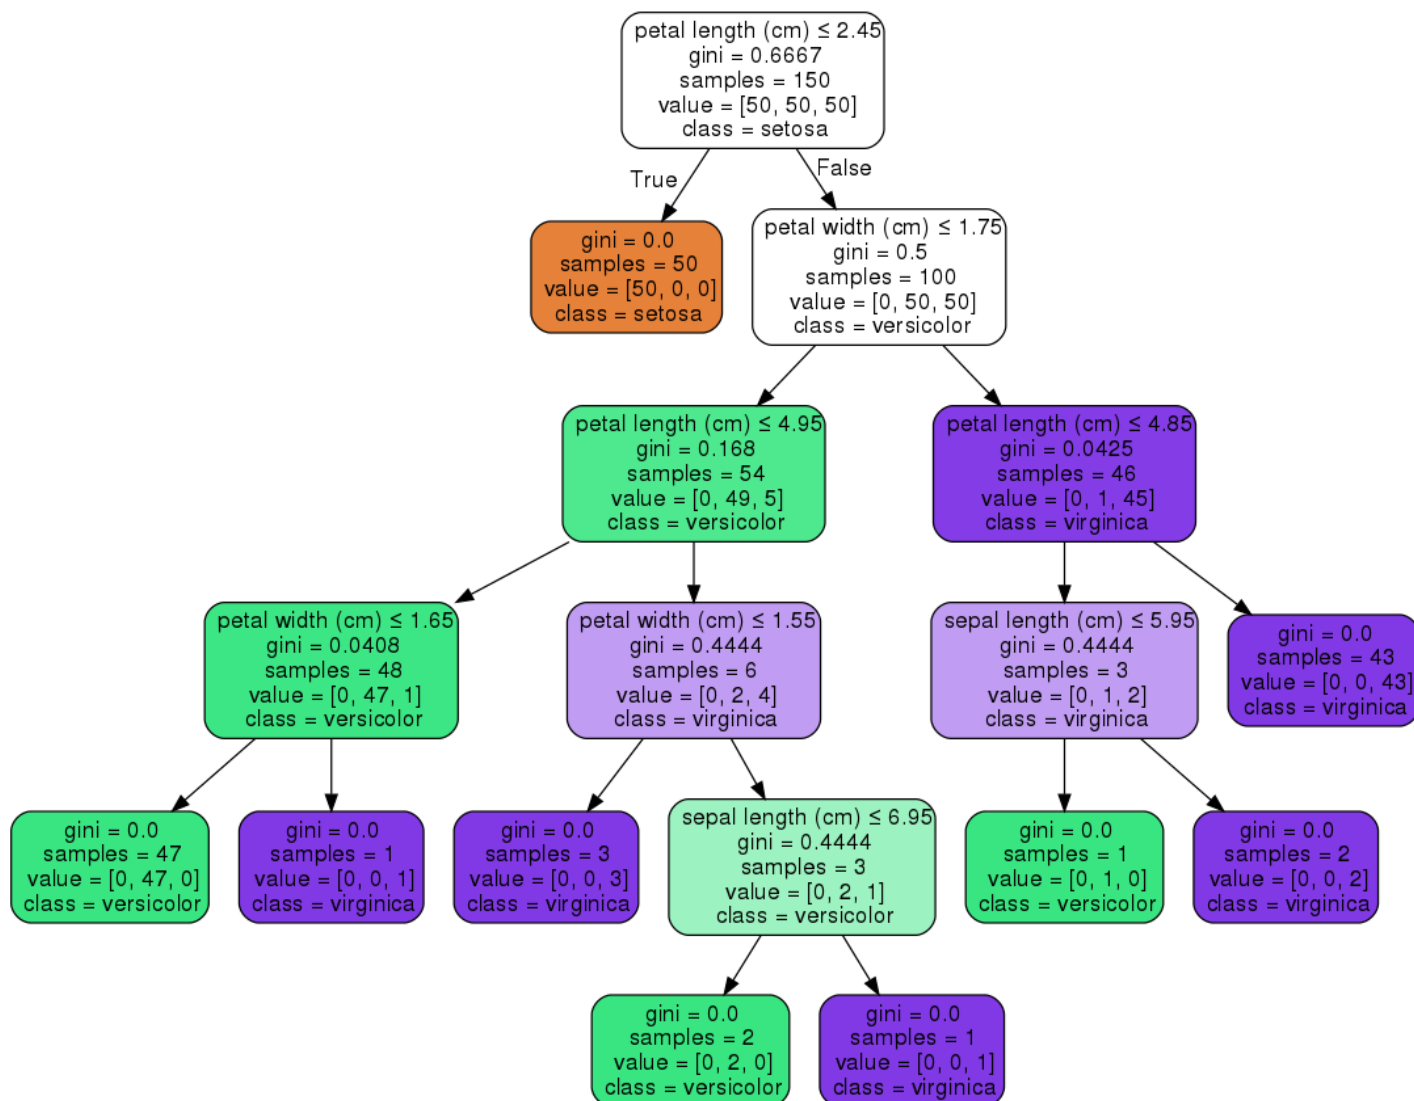 petal length (cm) ≤ 2.45
gini = 0.6667
samples = 150
value = [50, 50, 50]
class = setosa
True
False
gini = 0.0
samples = 50
value = [50, 0, 0]
class = setosa
petal width (cm) ≤ 1.75
gini = 0.5
samples = 100
value = [0, 50, 50]
class = versicolor
petal length (cm) ≤ 4.95
gini = 0.168
samples = 54
value = [0, 49, 5]
class = versicolor
petal length (cm) ≤ 4.85
gini = 0.0425
samples = 46
value = [0, 1, 45]
class = virginica
petal width (cm) ≤ 1.65
gini = 0.0408
samples = 48
value = [0, 47, 1]
class = versicolor
petal width (cm) ≤ 1.55
gini = 0.4444
samples = 6
value = [0, 2, 4]
class = virginica
sepal length (cm) ≤ 5.95
gini = 0.4444
samples = 3
value = [0, 1, 2]
class = virginica
gini = 0.0
samples = 43
value = [0, 0, 43]
class = virginica
gini = 0.0
samples = 47
value = [0, 47, 0]
class = versicolor
gini = 0.0
samples = 1
value = [0, 0, 1]
class = virginica
gini = 0.0
samples = 3
value = [0, 0, 3]
class = virginica
sepal length (cm) ≤ 6.95
gini = 0.4444
samples = 3
value = [0, 2, 1]
class = versicolor
gini = 0.0
samples = 1
value = [0, 1, 0]
class = versicolor
gini = 0.0
samples = 2
value = [0, 0, 2]
class = virginica
gini = 0.0
samples = 2
value = [0, 2, 0]
class = versicolor
gini = 0.0
samples = 1
value = [0, 0, 1]
class = virginica